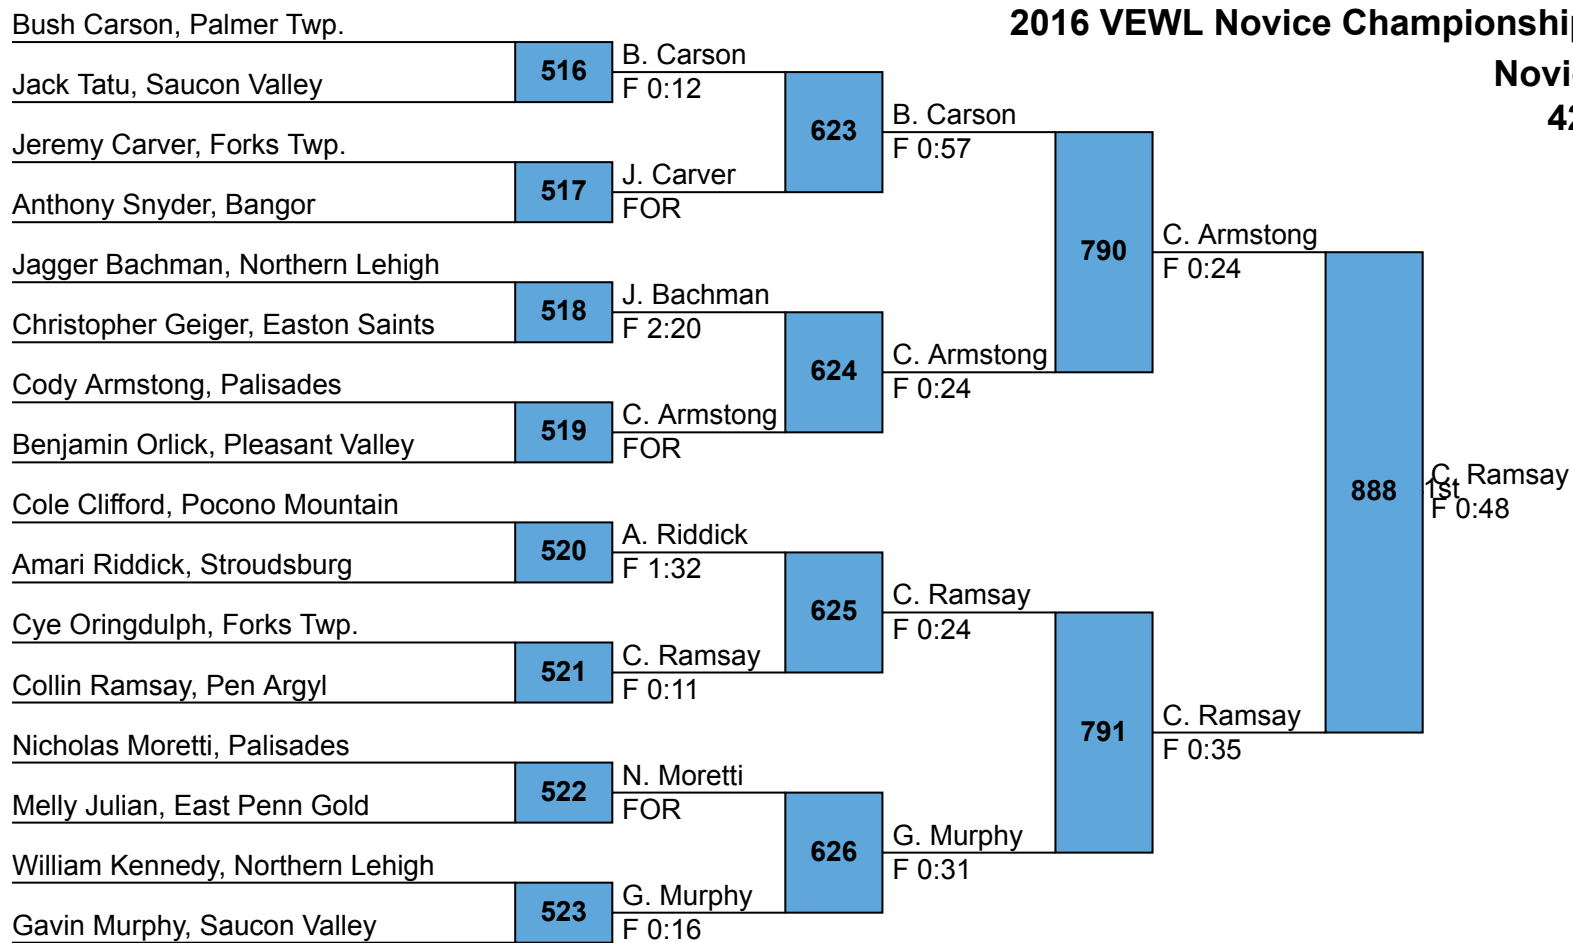 2016 VEWL Novice Championship
Novi
42
Bush Carson, Palmer Twp.
516
B. Carson
F 0:12
Jack Tatu, Saucon Valley
623
B. Carson
F 0:57
Jeremy Carver, Forks Twp.
517
J. Carver
FOR
Anthony Snyder, Bangor
790
C. Armstong
F 0:24
Jagger Bachman, Northern Lehigh
518
J. Bachman
F 2:20
Christopher Geiger, Easton Saints
624
C. Armstong
F 0:24
Cody Armstong, Palisades
519
C. Armstong
FOR
Benjamin Orlick, Pleasant Valley
888
C. Ramsay
1st
F 0:48
Cole Clifford, Pocono Mountain
520
A. Riddick
F 1:32
Amari Riddick, Stroudsburg
625
C. Ramsay
F 0:24
Cye Oringdulph, Forks Twp.
521
C. Ramsay
F 0:11
Collin Ramsay, Pen Argyl
791
C. Ramsay
F 0:35
Nicholas Moretti, Palisades
522
N. Moretti
FOR
Melly Julian, East Penn Gold
626
G. Murphy
F 0:31
William Kennedy, Northern Lehigh
523
G. Murphy
F 0:16
Gavin Murphy, Saucon Valley